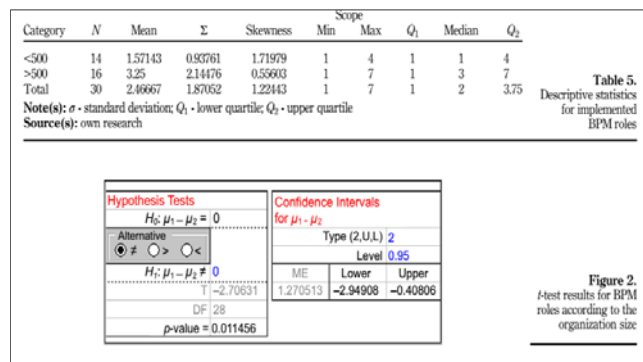 Scope
Category N Mean Σ Skewness Min Max Q1 Median Q2
<500 14 1.57143 0.93761 1.71979 1 4 1 1 4
>500 16 3.25 2.14476 0.55603 1 7 1 3 7
Total 30 2.46667 1.87052 1.22443 1 7 1 2 3.75
Note(s): σ - standard deviation; Q1 - lower quartile; Q2 - upper quartile
Source(s): own research
Table 5.
Descriptive statistics
for implemented
BPM roles
Hypothesis Tests
H0: μ1 – μ2 = 0
Alternative
≠ > <
H1: μ1 – μ2 ≠ 0
T –2.70631
DF 28
p-value = 0.011456
Confidence Intervals
for μ1 - μ2
Type (2,U,L) 2
Level 0.95
ME Lower Upper
1.270513 –2.94908 –0.40806
Figure 2.
t-test results for BPM
roles according to the
organization size